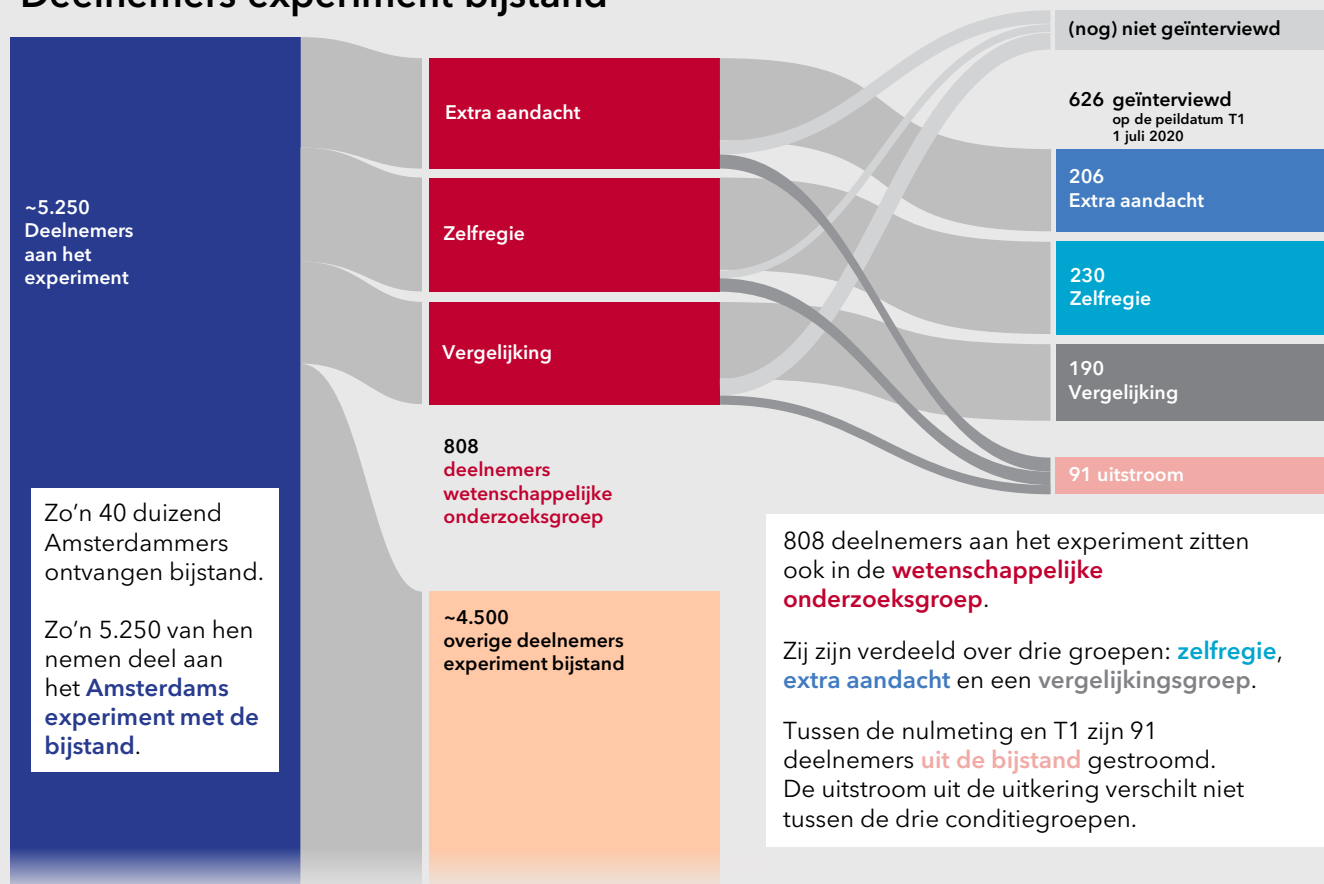 Deelnemers experiment bijstand
~5.250
Deelnemers
aan het
experiment
Zo'n 40 duizend
Amsterdammers
ontvangen bijstand.
Zo'n 5.250 van hen
nemen deel aan
het Amsterdams
experiment met de
bijstand.
Extra aandacht
Zelfregie
Vergelijking
808
deelnemers
wetenschappelijke
onderzoeksgroep
~4.500
overige deelnemers
experiment bijstand
(nog) niet geïnterviewd
626 geïnterviewd
op de peildatum T1
1 juli 2020
206
Extra aandacht
230
Zelfregie
190
Vergelijking
91 uitstroom
808 deelnemers aan het experiment zitten
ook in de wetenschappelijke
onderzoeksgroep.
Zij zijn verdeeld over drie groepen: zelfregie,
extra aandacht en een vergelijkingsgroep.
Tussen de nulmeting en T1 zijn 91
deelnemers uit de bijstand gestroomd.
De uitstroom uit de uitkering verschilt niet
tussen de drie conditiegroepen.